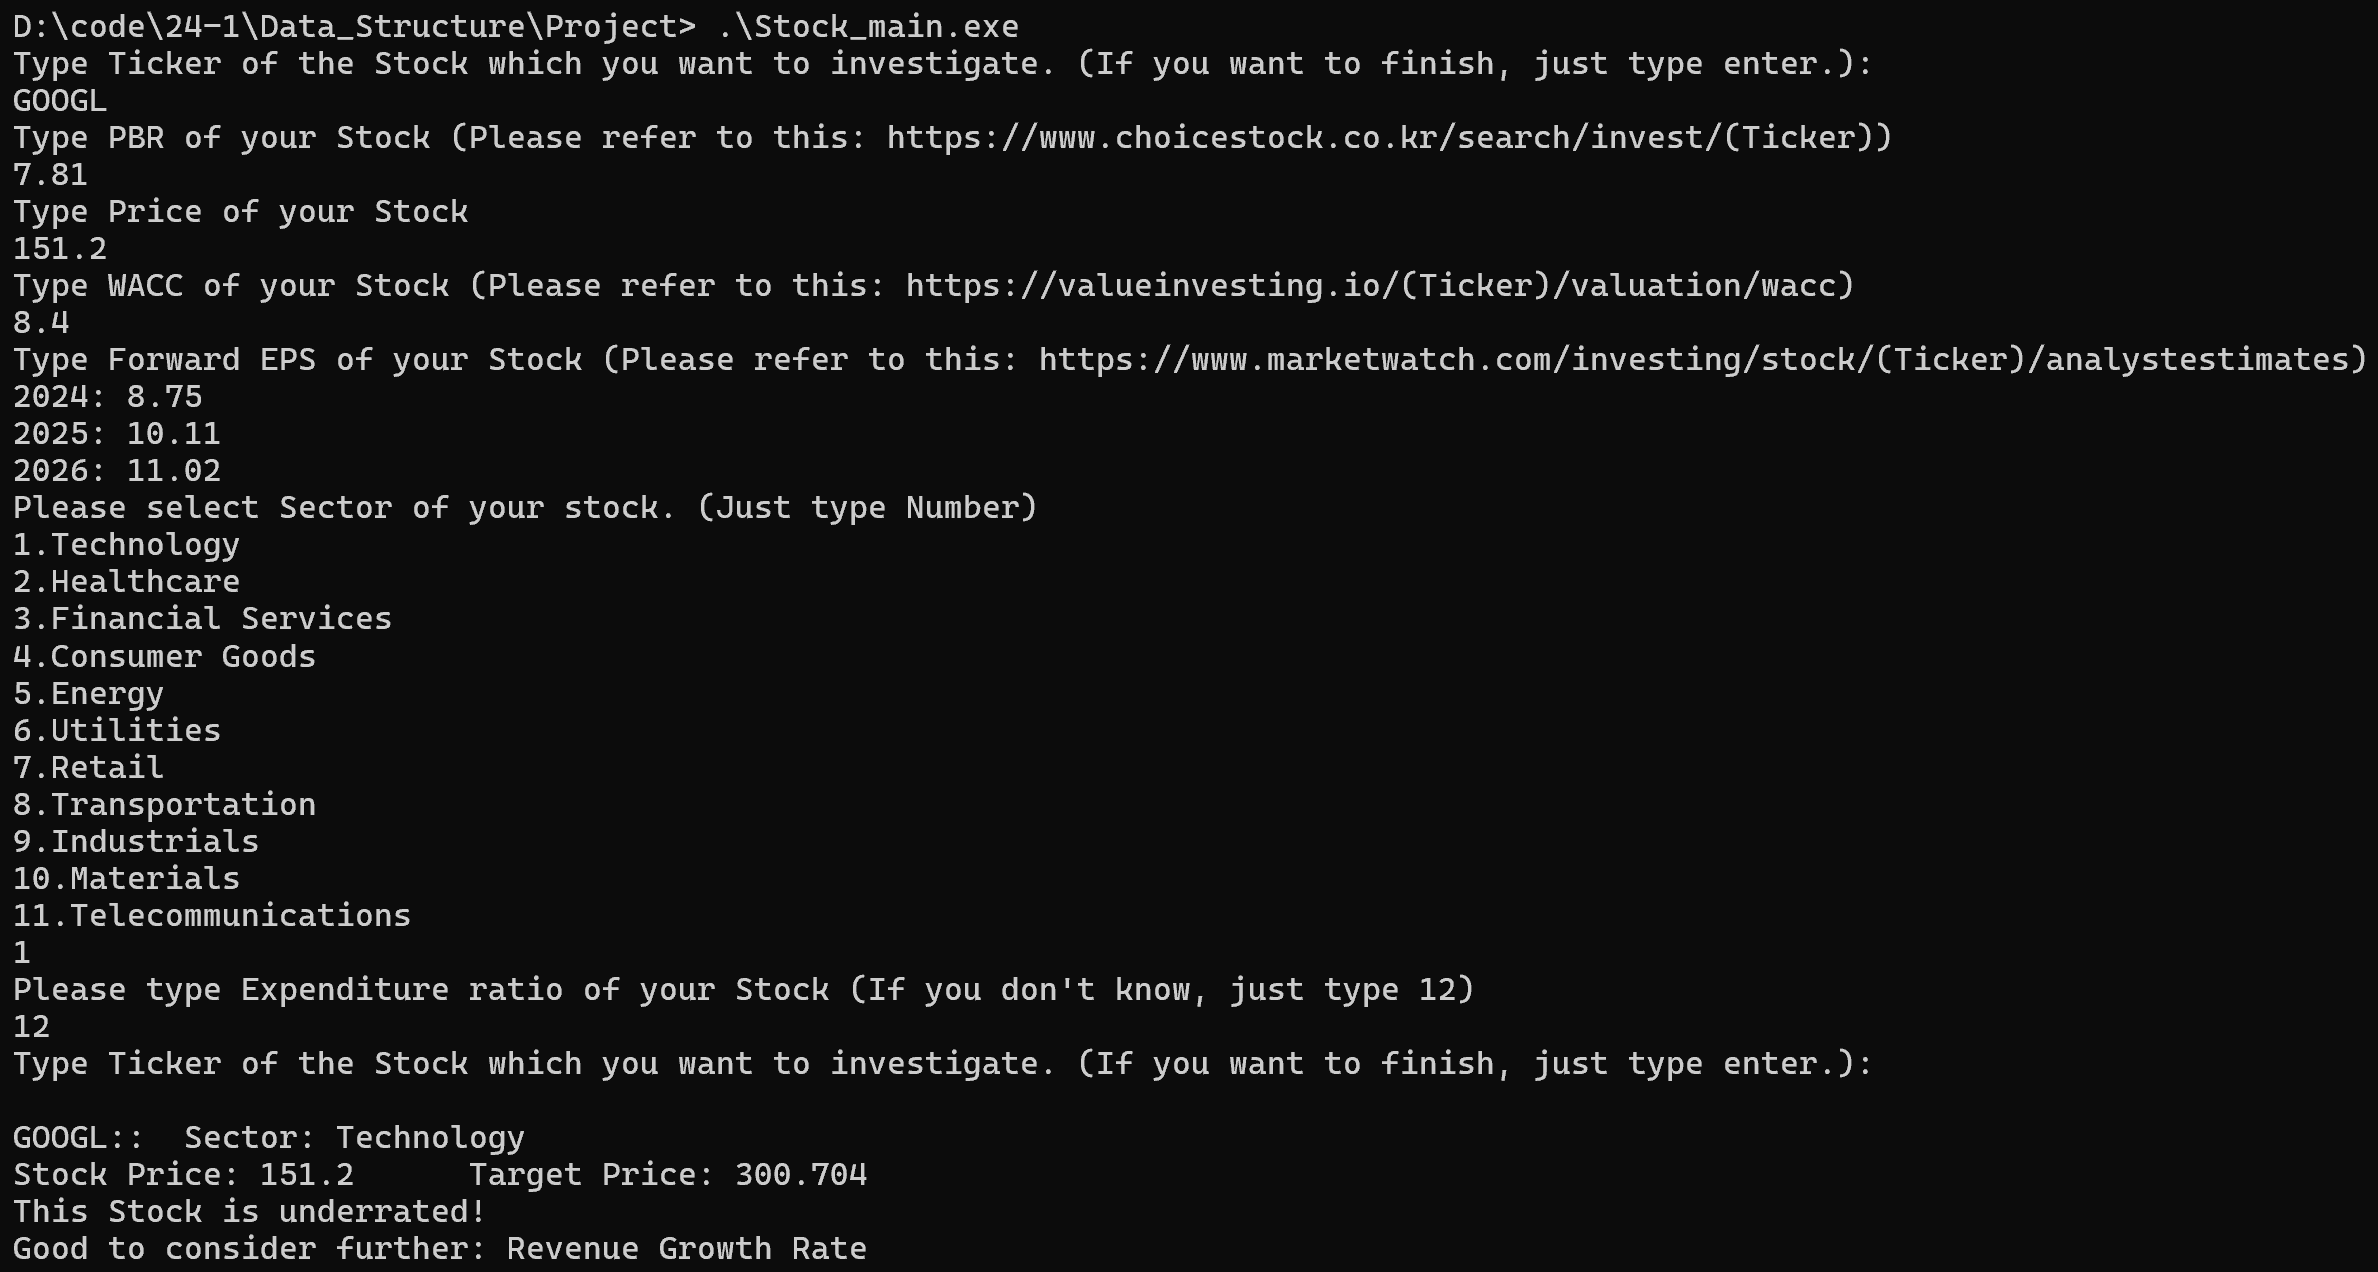 D:\code\24-1\Data_Structure\Project> .\Stock_main.exe
Type Ticker of the Stock which you want to investigate. (If you want to finish, just type enter.):
GOOGL
Type PBR of your Stock (Please refer to this: https://www.choicestock.co.kr/search/invest/(Ticker))
7.81
Type Price of your Stock
151.2
Type WACC of your Stock (Please refer to this: https://valueinvesting.io/(Ticker)/valuation/wacc)
8.4
Type Forward EPS of your Stock (Please refer to this: https://www.marketwatch.com/investing/stock/(Ticker)/analystestimates)
2024: 8.75
2025: 10.11
2026: 11.02
Please select Sector of your stock. (Just type Number)
1.Technology
2.Healthcare
3.Financial Services
4.Consumer Goods
5.Energy
6.Utilities
7.Retail
8.Transportation
9.Industrials
10.Materials
11.Telecommunications
1
Please type Expenditure ratio of your Stock (If you don't know, just type 12)
12
Type Ticker of the Stock which you want to investigate. (If you want to finish, just type enter.):

GOOGL::  Sector: Technology
Stock Price: 151.2      Target Price: 300.704
This Stock is underrated!
Good to consider further: Revenue Growth Rate